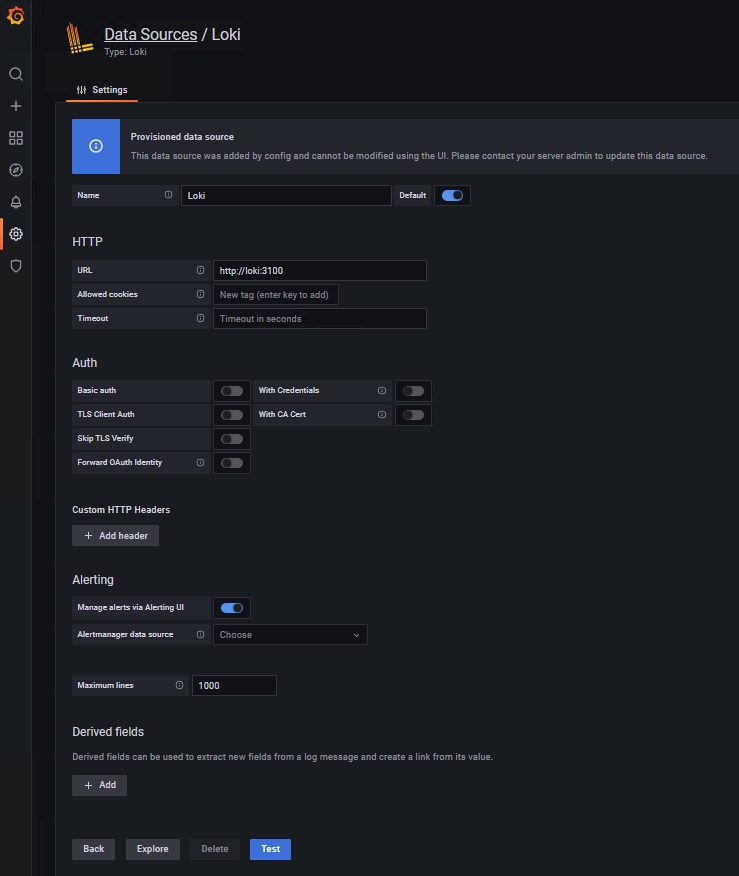 Data Sources / Loki
Type: Loki
Settings
Provisioned data source
This data source was added by config and cannot be modified using the UI. Please contact your server admin to update this data source.
Name Loki Default
HTTP
URL http://loki:3100
Allowed cookies New tag (enter key to add)
Timeout Timeout in seconds
Auth
Basic auth With Credentials
TLS Client Auth With CA Cert
Skip TLS Verify
Forward OAuth Identity
Custom HTTP Headers
+ Add header
Alerting
Manage alerts via Alerting UI
Alertmanager data source Choose
Maximum lines 1000
Derived fields
Derived fields can be used to extract new fields from a log message and create a link from its value.
+ Add
Back Explore Delete Test